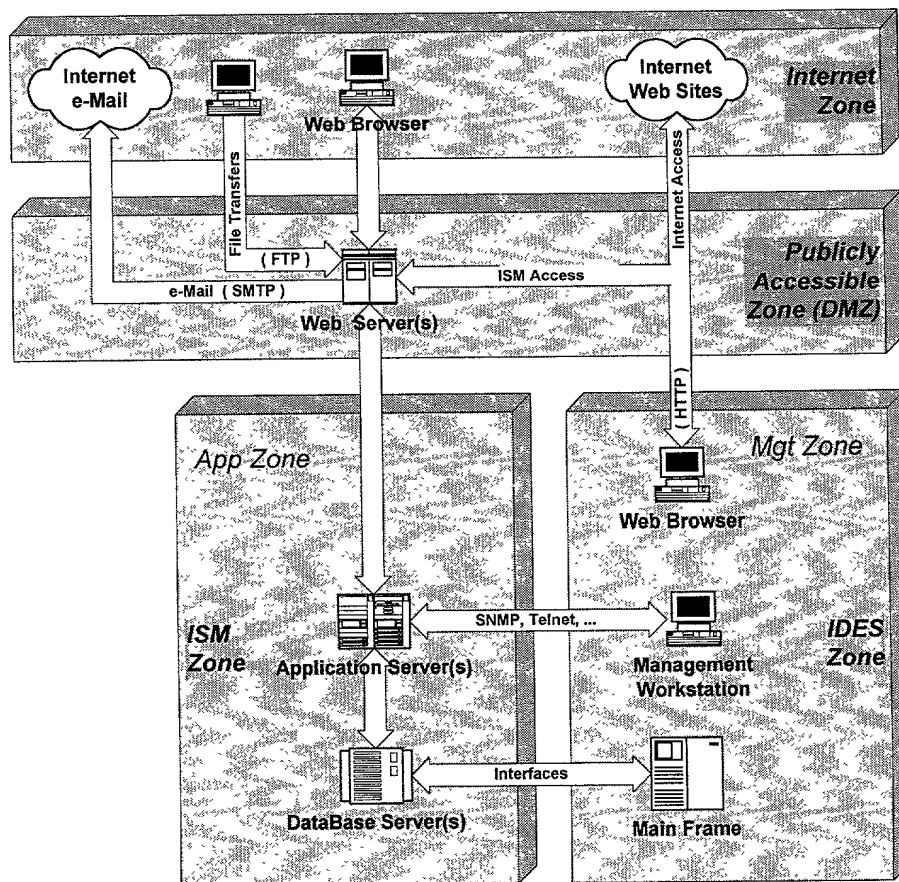 Internet
e-Mail
Web Browser
Internet
Web Sites
Internet
Zone
File Transfers
Internet Access
( FTP )
ISM Access
e-Mail ( SMTP )
Web Server(s)
Publicly
Accessible
Zone (DMZ)
( HTTP )
App Zone
Mgt Zone
Web Browser
SNMP, Telnet, ...
ISM
Zone
Application Server(s)
Management
Workstation
IDES
Zone
Interfaces
DataBase Server(s)
Main Frame